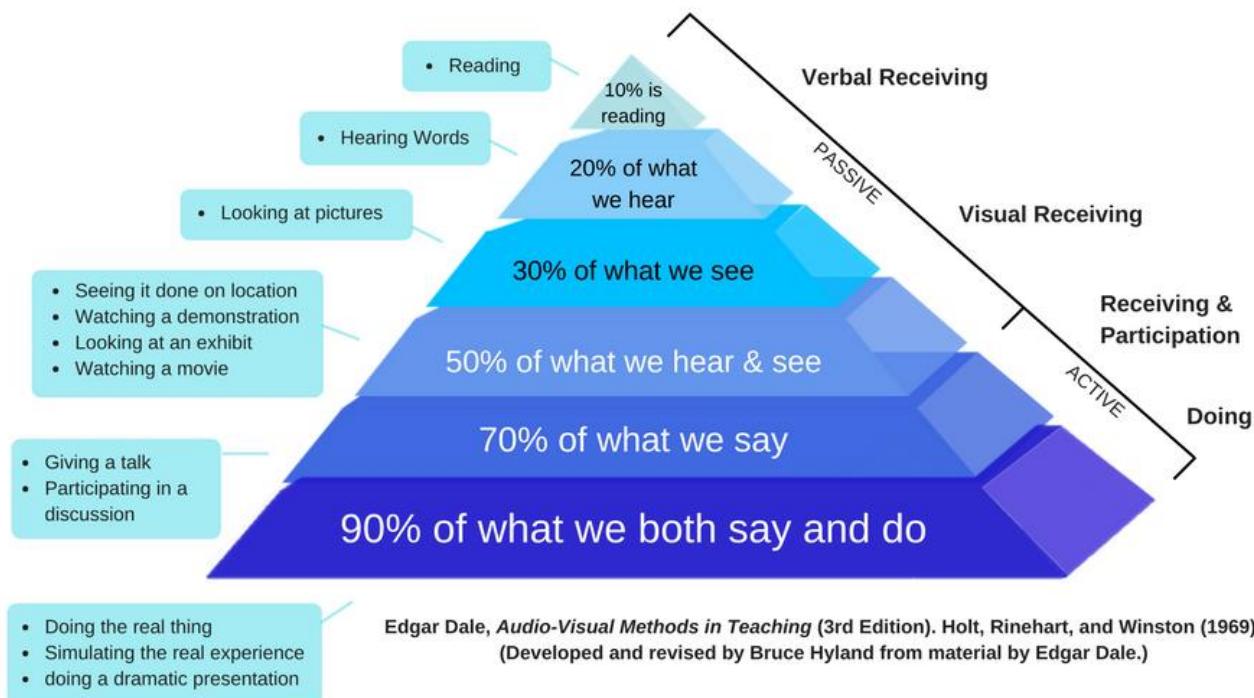 • Reading
10% is
reading
Verbal Receiving
• Hearing Words
20% of what
we hear
PASSIVE
• Looking at pictures
Visual Receiving
30% of what we see
• Seeing it done on location
• Watching a demonstration
• Looking at an exhibit
• Watching a movie
50% of what we hear & see
Receiving &
Participation
ACTIVE
• Giving a talk
• Participating in a
discussion
70% of what we say
Doing
90% of what we both say and do
• Doing the real thing
• Simulating the real experience
• doing a dramatic presentation
Edgar Dale, Audio-Visual Methods in Teaching (3rd Edition). Holt, Rinehart, and Winston (1969)
(Developed and revised by Bruce Hyland from material by Edgar Dale.)